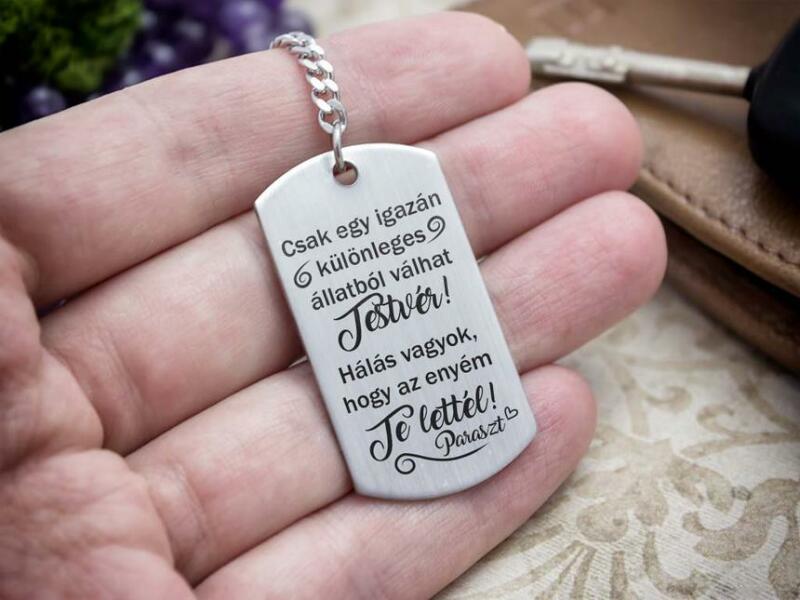 Csak egy igazán
különleges
állatból válhat
Testvér!
Hálás vagyok,
hogy az enyém
Te lettél!
Paraszt